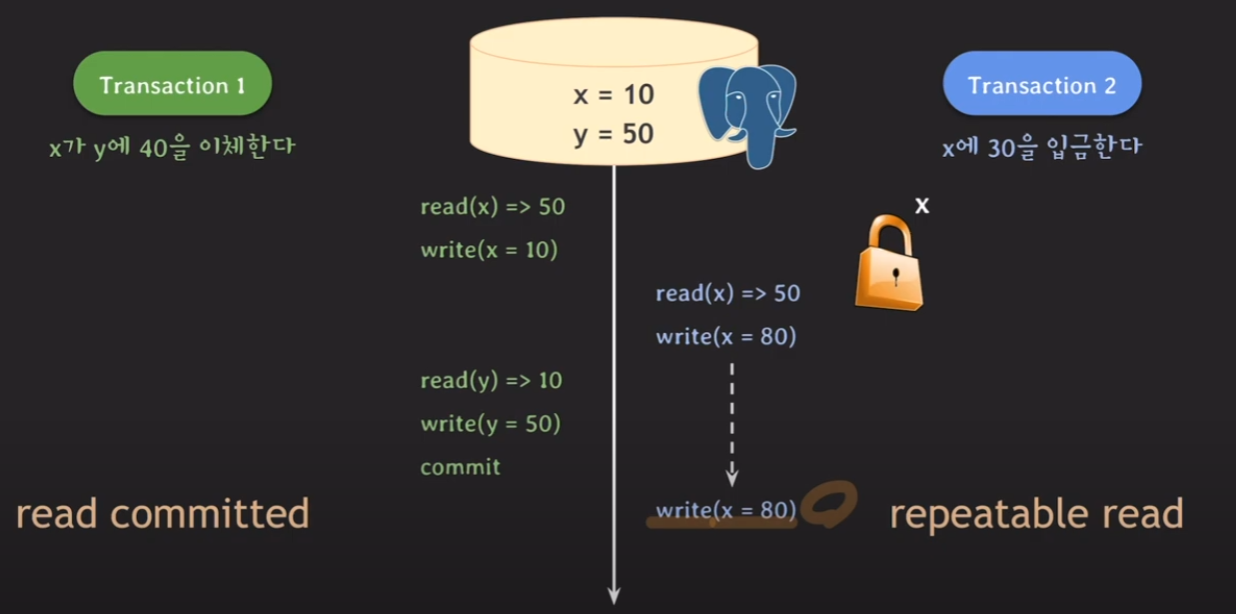 Transaction 1
x가 y에 40을 이체한다
x = 10
y = 50
Transaction 2
x에 30을 입금한다
x
read(x) => 50
write(x = 10)
read(x) => 50
write(x = 80)
read(y) => 10
write(y = 50)
commit
write(x = 80)
read committed
repeatable read